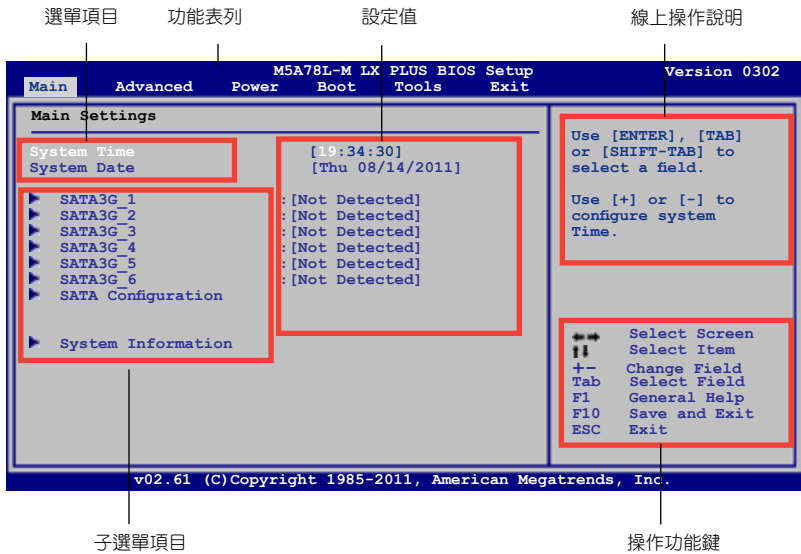 選單項目 功能表列 設定值 線上操作說明
M5A78L-M LX PLUS BIOS Setup Version 0302
Main Advanced Power Boot Tools Exit
Main Settings
System Time [19:34:30]
System Date [Thu 08/14/2011]
SATA3G_1 :[Not Detected]
SATA3G_2 :[Not Detected]
SATA3G_3 :[Not Detected]
SATA3G_4 :[Not Detected]
SATA3G_5 :[Not Detected]
SATA3G_6 :[Not Detected]
SATA Configuration
System Information
Use [ENTER], [TAB]
or [SHIFT-TAB] to
select a field.
Use [+] or [-] to
configure system
Time.
←→ Select Screen
↑↓ Select Item
+- Change Field
Tab Select Field
F1 General Help
F10 Save and Exit
ESC Exit
v02.61 (C)Copyright 1985-2011, American Megatrends, Inc.
子選單項目 操作功能鍵